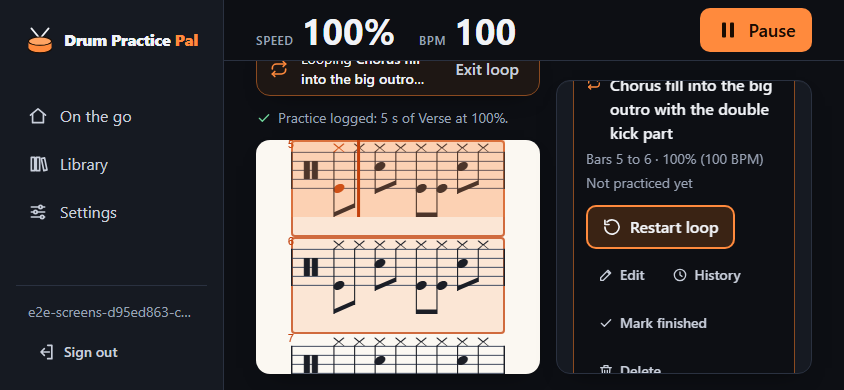 Drum Practice Pal
On the go
Library
Settings
e2e-screens-d95ed863-c...
Sign out
SPEED 100% BPM 100
Pause
Looping Chorus fill
into the big outro...
Exit loop
Practice logged: 5 s of Verse at 100%.
5
6
7
Chorus fill into the big
outro with the double
kick part
Bars 5 to 6 · 100% (100 BPM)
Not practiced yet
Restart loop
Edit
History
Mark finished
Delete